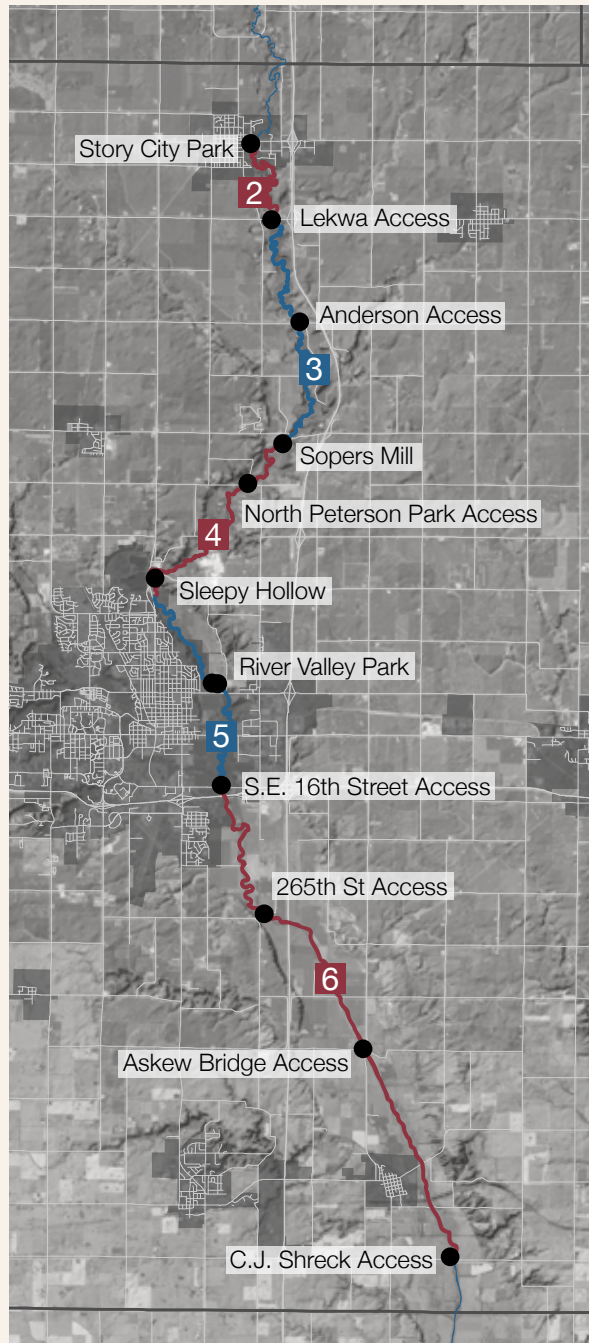 Story City Park
2
Lekwa Access
Anderson Access
3
Sopers Mill
North Peterson Park Access
4
Sleepy Hollow
River Valley Park
5
S.E. 16th Street Access
265th St Access
6
Askew Bridge Access
C.J. Shreck Access